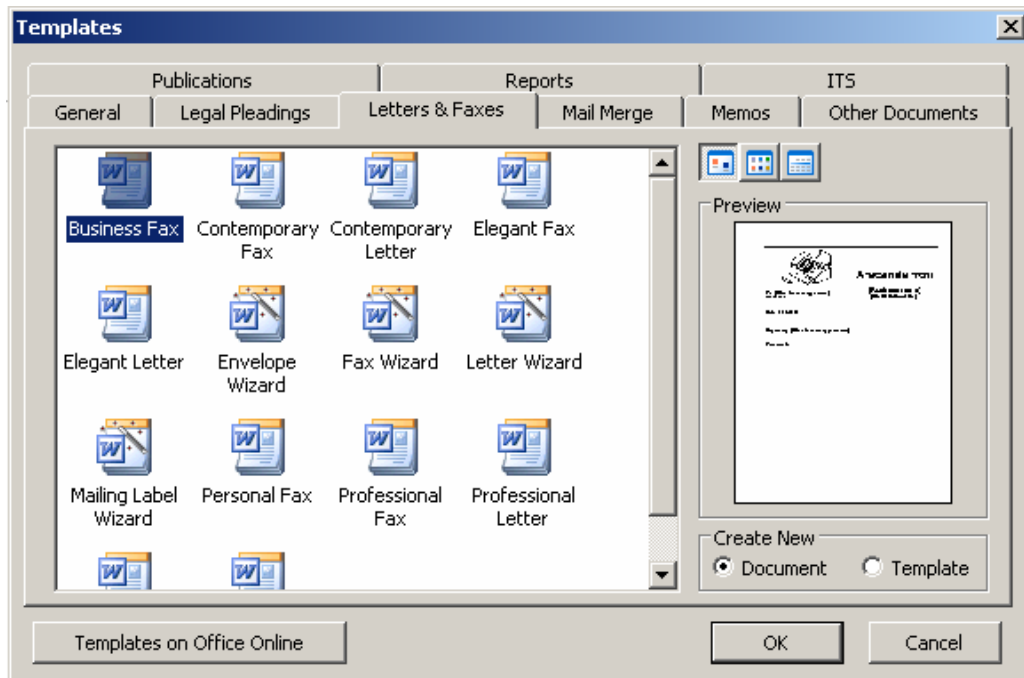 Templates
Publications Reports ITS
General Legal Pleadings Letters & Faxes Mail Merge Memos Other Documents
Business Fax Contemporary Contemporary Elegant Fax
Fax Letter
Elegant Letter Envelope Fax Wizard Letter Wizard
Wizard
Mailing Label Personal Fax Professional Professional
Wizard Fax Letter
Preview
Create New
Document Template
Templates on Office Online OK Cancel